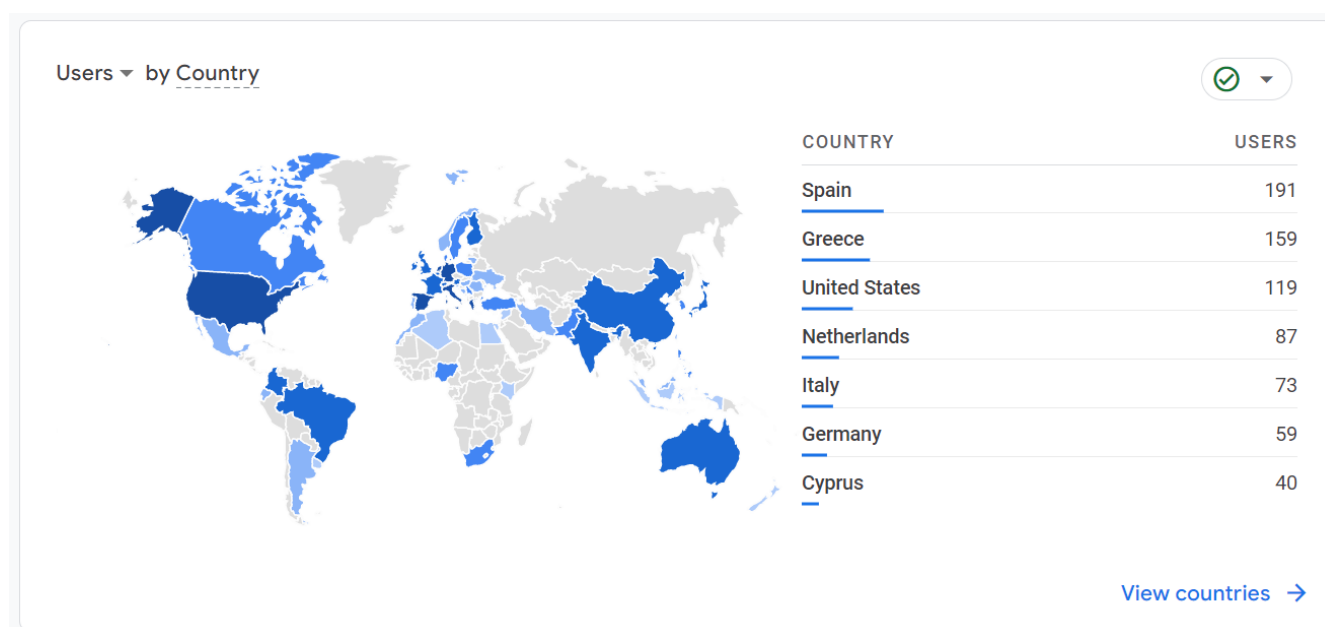 Users by Country
COUNTRY USERS
Spain 191
Greece 159
United States 119
Netherlands 87
Italy 73
Germany 59
Cyprus 40
View countries